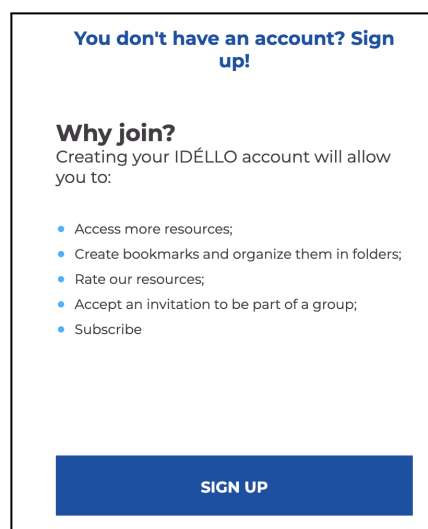 You don't have an account? Sign
up!
Why join?
Creating your IDÉLLO account will allow
you to:
Access more resources;
Create bookmarks and organize them in folders;
Rate our resources;
Accept an invitation to be part of a group;
Subscribe
SIGN UP